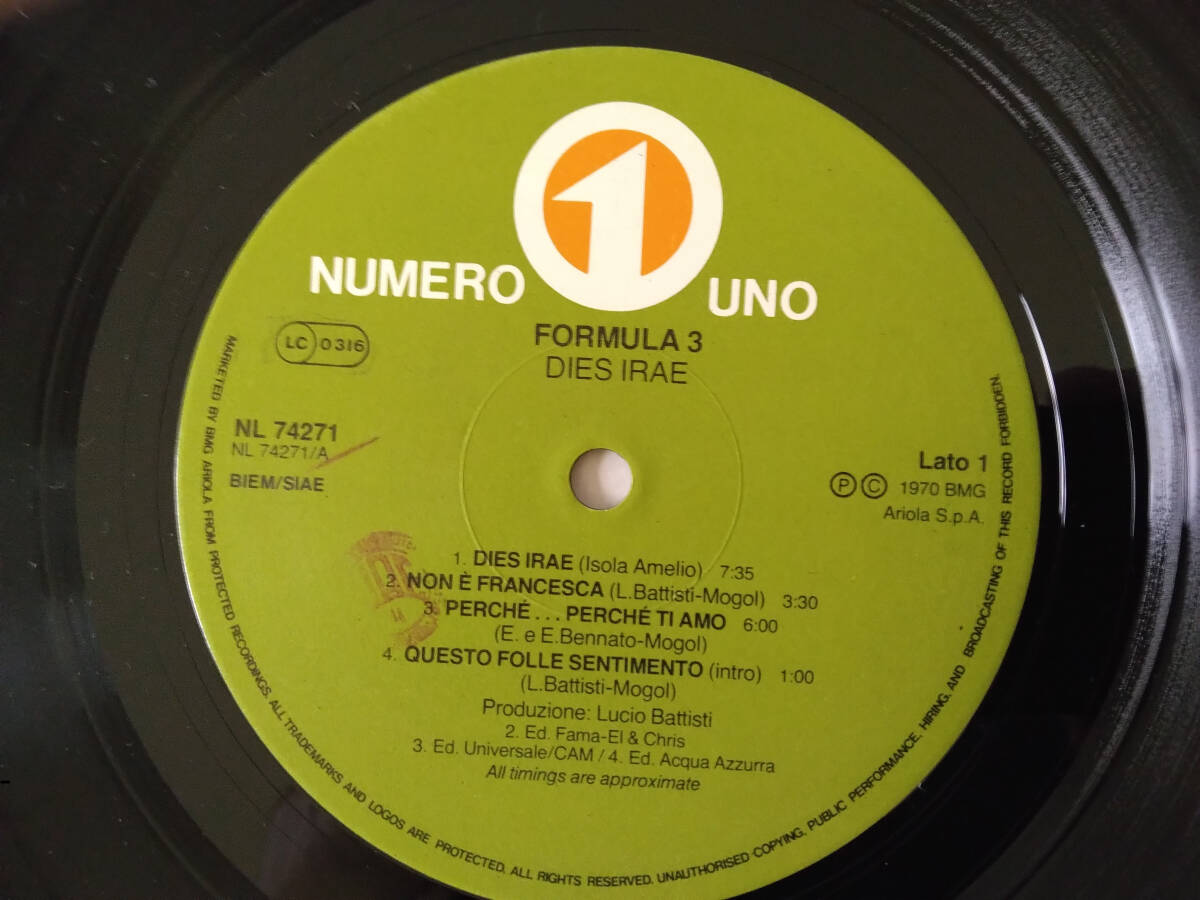 1
NUMERO UNO
FORMULA 3
DIES IRAE
LC 0316
NL 74271
NL 74271/A
BIEM/SIAE
Lato 1
Ⓟ © 1970 BMG
Ariola S.p.A.
1. DIES IRAE (Isola Amelio) 7:35
2. NON È FRANCESCA (L.Battisti-Mogol) 3:30
3. PERCHÉ... PERCHÉ TI AMO 6:00
(E. e E.Bennato-Mogol)
4. QUESTO FOLLE SENTIMENTO (intro) 1:00
(L.Battisti-Mogol)
Produzione: Lucio Battisti
2. Ed. Fama-El & Chris
3. Ed. Universale/CAM / 4. Ed. Acqua Azzurra
All timings are approximate
MARKETED BY BMG ARIOLA FROM PROTECTED RECORDINGS. ALL TRADEMARKS AND LOGOS ARE PROTECTED. ALL RIGHTS RESERVED. UNAUTHORISED COPYING, PUBLIC PERFORMANCE, HIRING, AND BROADCASTING OF THIS RECORD FORBIDDEN.